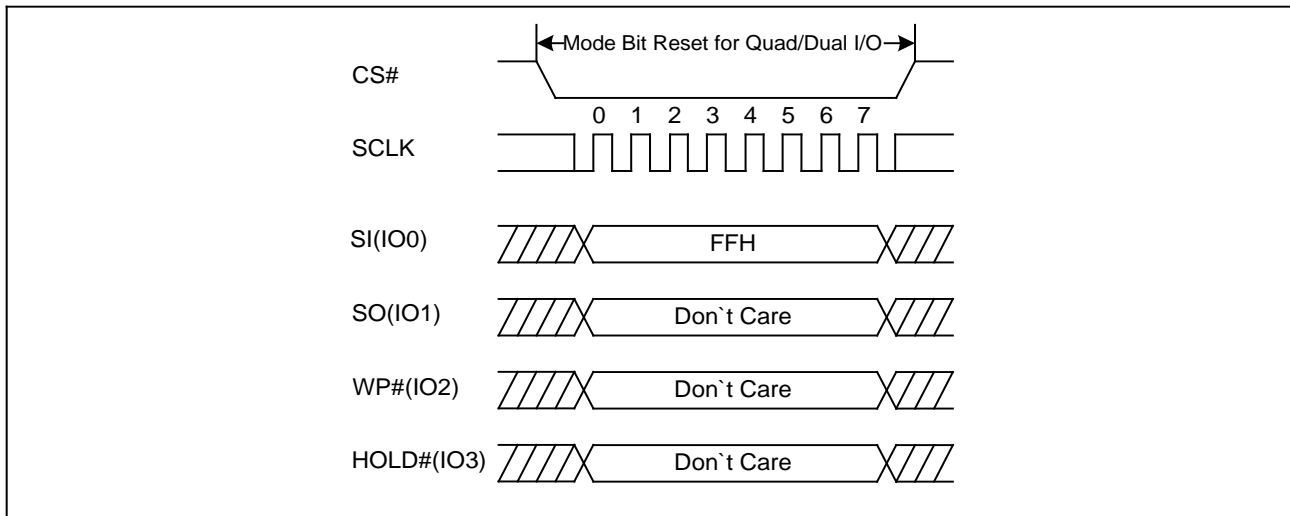 Mode Bit Reset for Quad/Dual I/O
CS#
0 1 2 3 4 5 6 7
SCLK
SI(IO0) FFH
SO(IO1) Don`t Care
WP#(IO2) Don`t Care
HOLD#(IO3) Don`t Care